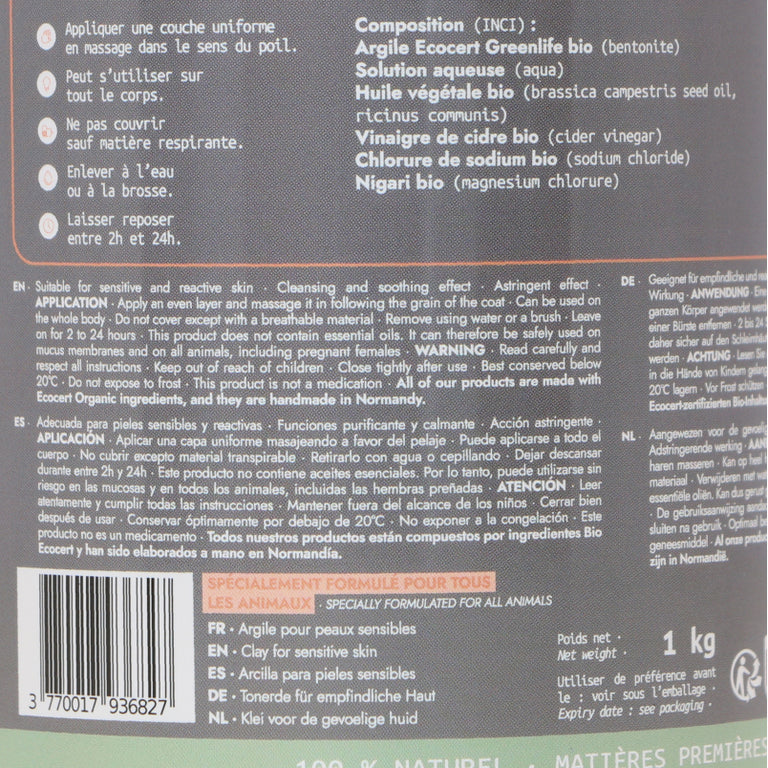 Appliquer une couche uniforme
en massage dans le sens du poil.
Peut s'utiliser sur
tout le corps.
Ne pas couvrir
sauf matière respirante.
Enlever à l'eau
ou à la brosse.
Laisser reposer
entre 2h et 24h.
Composition (INCI) :
Argile Ecocert Greenlife bio (bentonite)
Solution aqueuse (aqua)
Huile végétale bio (brassica campestris seed oil,
ricinus communis)
Vinaigre de cidre bio (cider vinegar)
Chlorure de sodium bio (sodium chloride)
Nigari bio (magnesium chlorure)
EN · Suitable for sensitive and reactive skin · Cleansing and soothing effect · Astringent effect ·
APPLICATION · Apply an even layer and massage it in following the grain of the coat · Can be used on
the whole body · Do not cover except with a breathable material · Remove using water or a brush · Leave
on for 2 to 24 hours · This product does not contain essential oils. It can therefore be safely used on
mucus membranes and on all animals, including pregnant females · WARNING · Read carefully and
respect all instructions · Keep out of reach of children · Close tightly after use · Best conserved below
20°C · Do not expose to frost · This product is not a medication · All of our products are made with
Ecocert Organic ingredients, and they are handmade in Normandy.
ES · Adecuada para pieles sensibles y reactivas · Funciones purificante y calmante · Acción astringente ·
APLICACIÓN · Aplicar una capa uniforme masajeando a favor del pelaje · Puede aplicarse a todo el
cuerpo · No cubrir excepto material transpirable · Retirarlo con agua o cepillando · Dejar descansar
durante entre 2h y 24h · Este producto no contiene aceites esenciales. Por lo tanto, puede utilizarse sin
riesgo en las mucosas y en todos los animales, incluidas las hembras preñadas · ATENCIÓN · Leer
atentamente y cumplir todas las instrucciones · Mantener fuera del alcance de los niños · Cerrar bien
después de usar · Conservar óptimamente por debajo de 20°C · No exponer a la congelación · Este
producto no es un medicamento · Todos nuestros productos están compuestos por ingredientes Bio
Ecocert y han sido elaborados a mano en Normandía.
DE · Geeignet für empfindliche und
Wirkung · ANWENDUNG ·
ganzen Körper angewendet
einer Bürste entfernen · 2 bis 24
daher sicher auf den
werden · ACHTUNG · Lesen Sie
in die Hände von Kindern
20°C lagern · Vor Frost schützen
Ecocert-zertifizierten
NL · Aangewezen voor de
Adstringerende werking ·
haren masseren · Kan op
materiaal · Verwijderen met
essentiële oliën. Kan dus
· De gebruiksaanwijzing
sluiten na gebruik · Optimaal
geneesmiddel · Al onze
zijn in Normandië.
3 770017 936827
SPÉCIALEMENT FORMULÉ POUR TOUS
LES ANIMAUX · SPECIALLY FORMULATED FOR ALL ANIMALS
FR · Argile pour peaux sensibles
EN · Clay for sensitive skin
ES · Arcilla para pieles sensibles
DE · Tonerde für empfindliche Haut
NL · Klei voor de gevoelige huid
Poids net ·
Net weight ·
1 kg
Utiliser de préférence avant
le : voir sous l'emballage ·
Expiry date : see packaging ·
100 % NATUREL · MATIÈRES PREMIÈRES